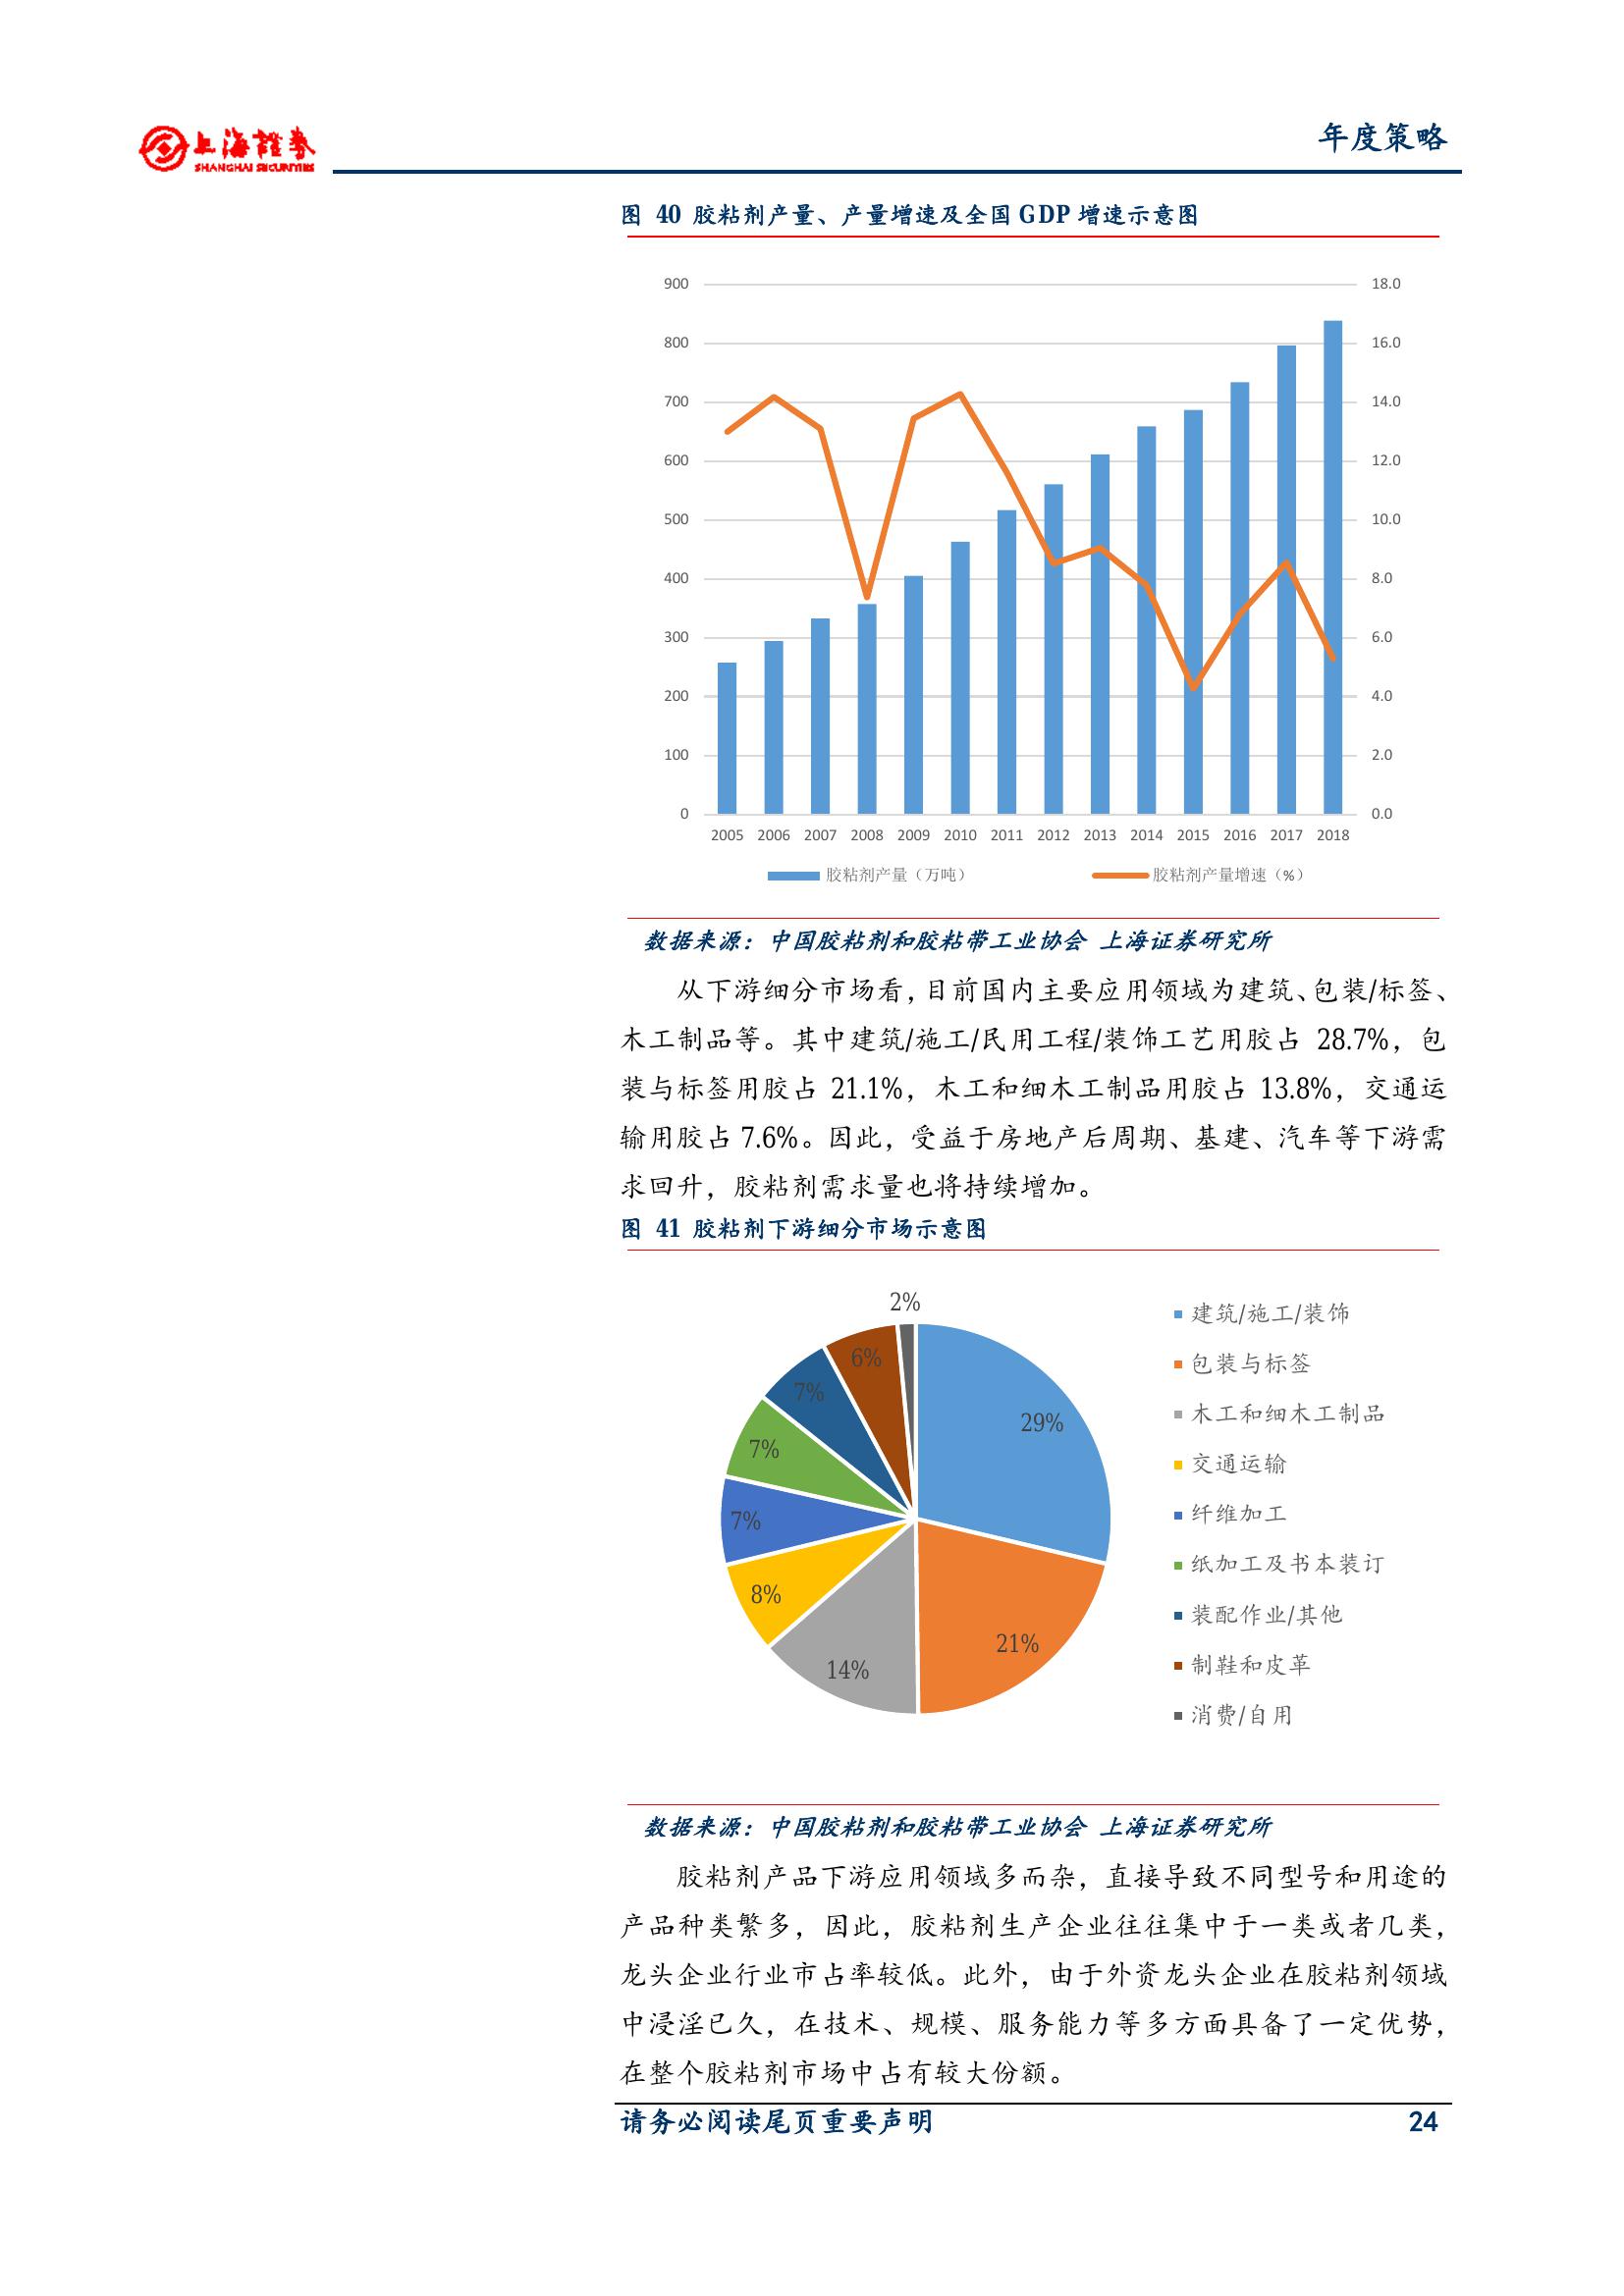 上海證券
SHANGHAI SECURITIES
年度策略
图 40 胶粘剂产量、产量增速及全国 GDP 增速示意图
900
800
700
600
500
400
300
200
100
0
18.0
16.0
14.0
12.0
10.0
8.0
6.0
4.0
2.0
0.0
2005 2006 2007 2008 2009 2010 2011 2012 2013 2014 2015 2016 2017 2018
胶粘剂产量（万吨） 胶粘剂产量增速（%）
数据来源：中国胶粘剂和胶粘带工业协会 上海证券研究所
从下游细分市场看，目前国内主要应用领域为建筑、包装/标签、
木工制品等。其中建筑/施工/民用工程/装饰工艺用胶占 28.7%，包
装与标签用胶占 21.1%，木工和细木工制品用胶占 13.8%，交通运
输用胶占 7.6%。因此，受益于房地产后周期、基建、汽车等下游需
求回升，胶粘剂需求量也将持续增加。
图 41 胶粘剂下游细分市场示意图
2%
6%
7%
7%
7%
8%
14%
21%
29%
建筑/施工/装饰
包装与标签
木工和细木工制品
交通运输
纤维加工
纸加工及书本装订
装配作业/其他
制鞋和皮革
消费/自用
数据来源：中国胶粘剂和胶粘带工业协会 上海证券研究所
胶粘剂产品下游应用领域多而杂，直接导致不同型号和用途的
产品种类繁多，因此，胶粘剂生产企业往往集中于一类或者几类，
龙头企业行业市占率较低。此外，由于外资龙头企业在胶粘剂领域
中浸淫已久，在技术、规模、服务能力等多方面具备了一定优势，
在整个胶粘剂市场中占有较大份额。
请务必阅读尾页重要声明 24